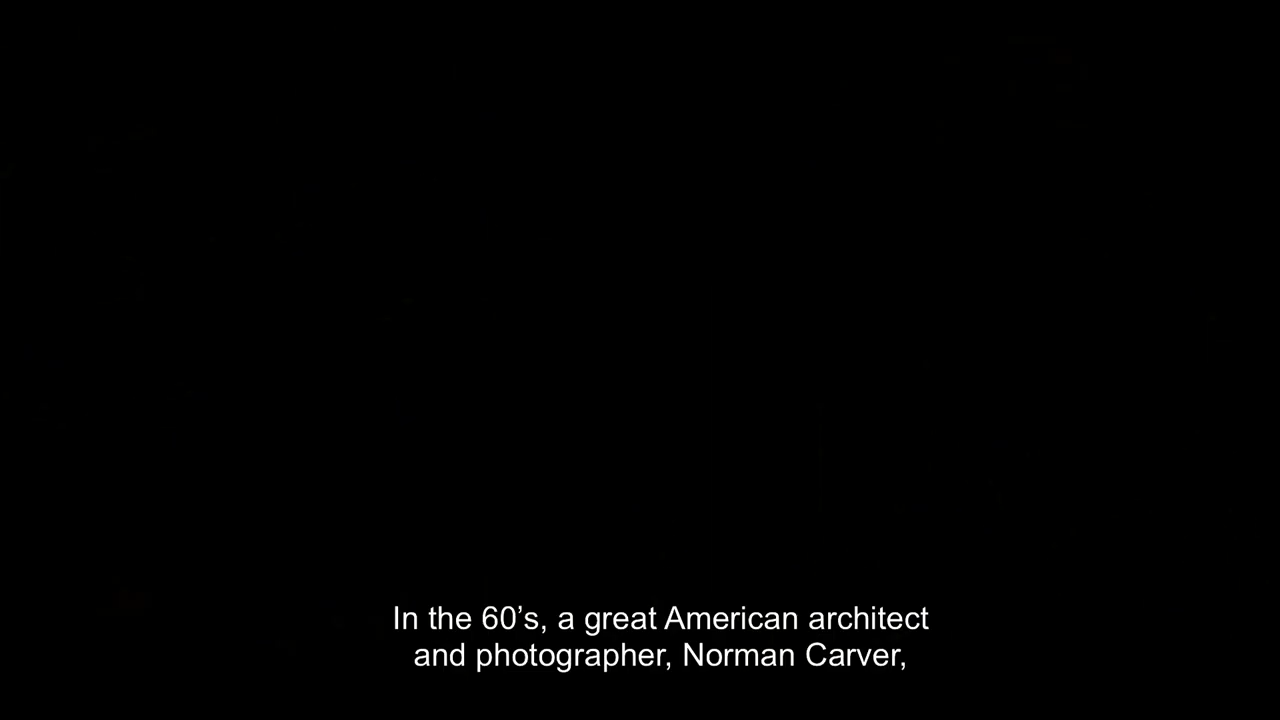 In the 60’s, a great American architect
and photographer, Norman Carver,